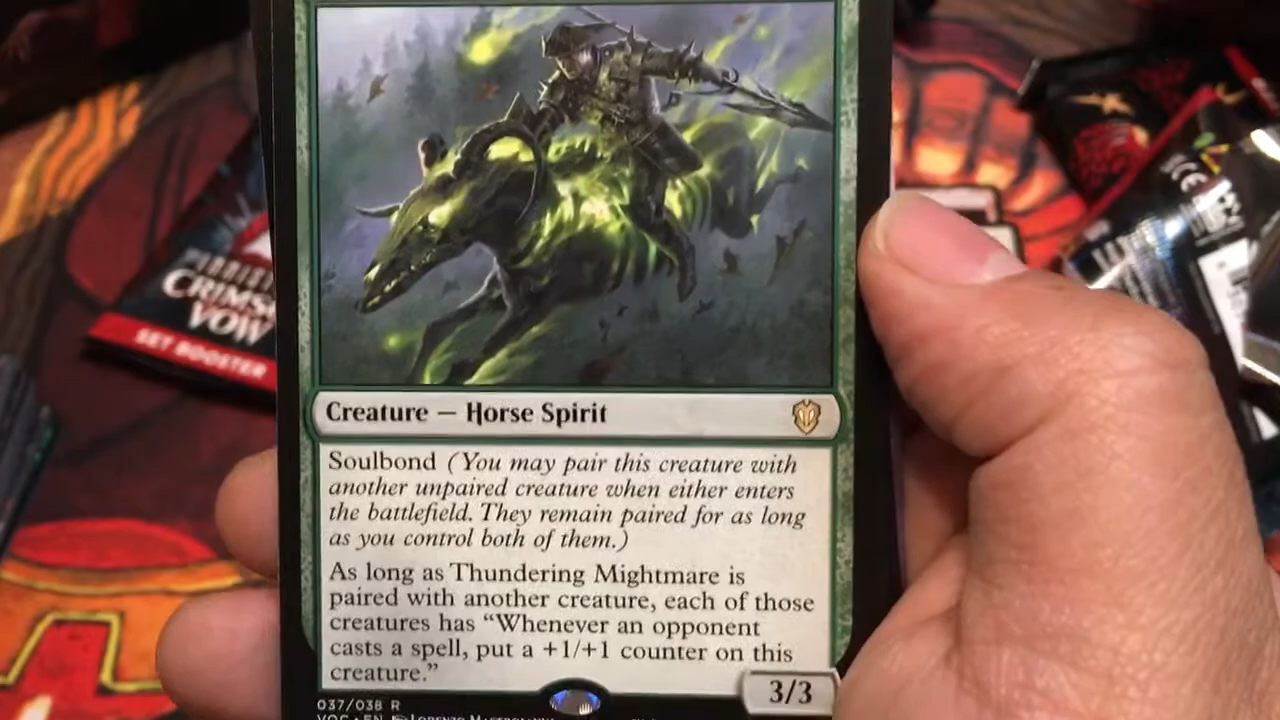 CRIMSON
VOW
SET BOOSTER
Creature — Horse Spirit
Soulbond (You may pair this creature with
another unpaired creature when either enters
the battlefield. They remain paired for as long
as you control both of them.)
As long as Thundering Mightmare is
paired with another creature, each of those
creatures has “Whenever an opponent
casts a spell, put a +1/+1 counter on this
creature.”
3/3
037/038 R
VOC • EN